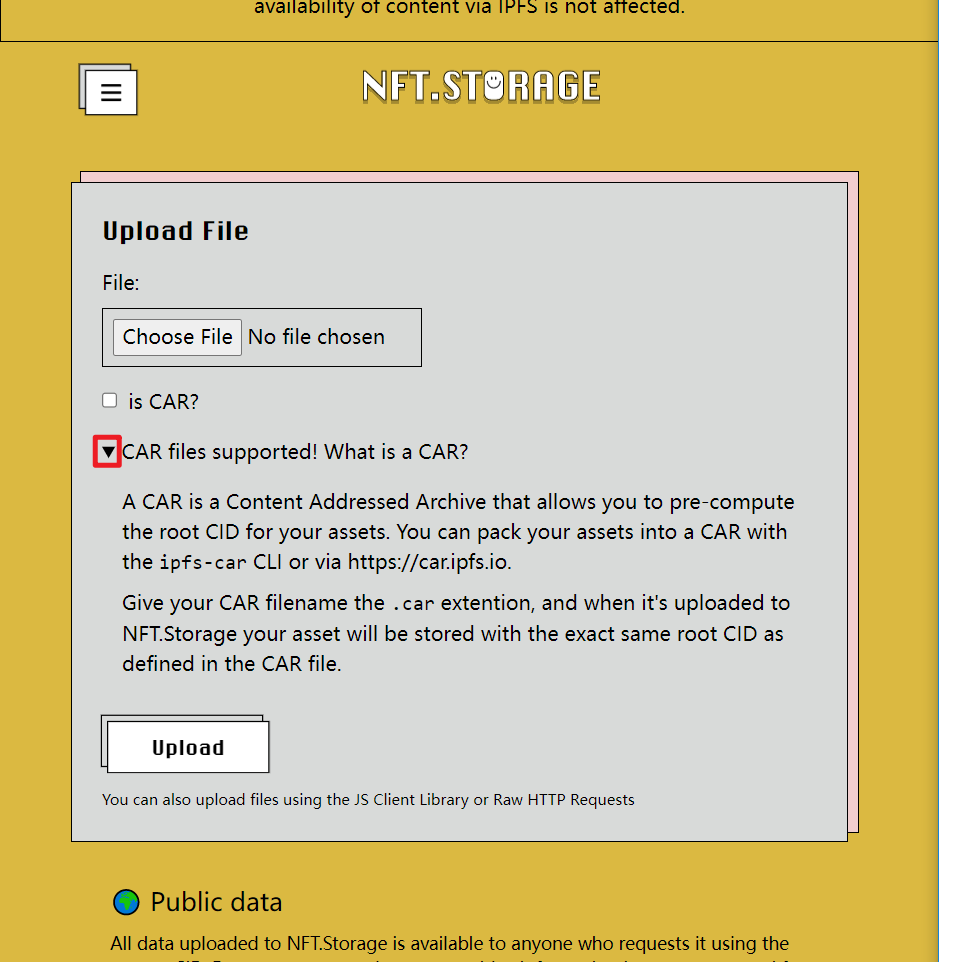 availability of content via IPFS is not affected.
NFT.STORAGE
Upload File
File:
Choose File No file chosen
is CAR?
▼CAR files supported! What is a CAR?
A CAR is a Content Addressed Archive that allows you to pre-compute
the root CID for your assets. You can pack your assets into a CAR with
the ipfs-car CLI or via https://car.ipfs.io.
Give your CAR filename the .car extention, and when it's uploaded to
NFT.Storage your asset will be stored with the exact same root CID as
defined in the CAR file.
Upload
You can also upload files using the JS Client Library or Raw HTTP Requests
Public data
All data uploaded to NFT.Storage is available to anyone who requests it using the